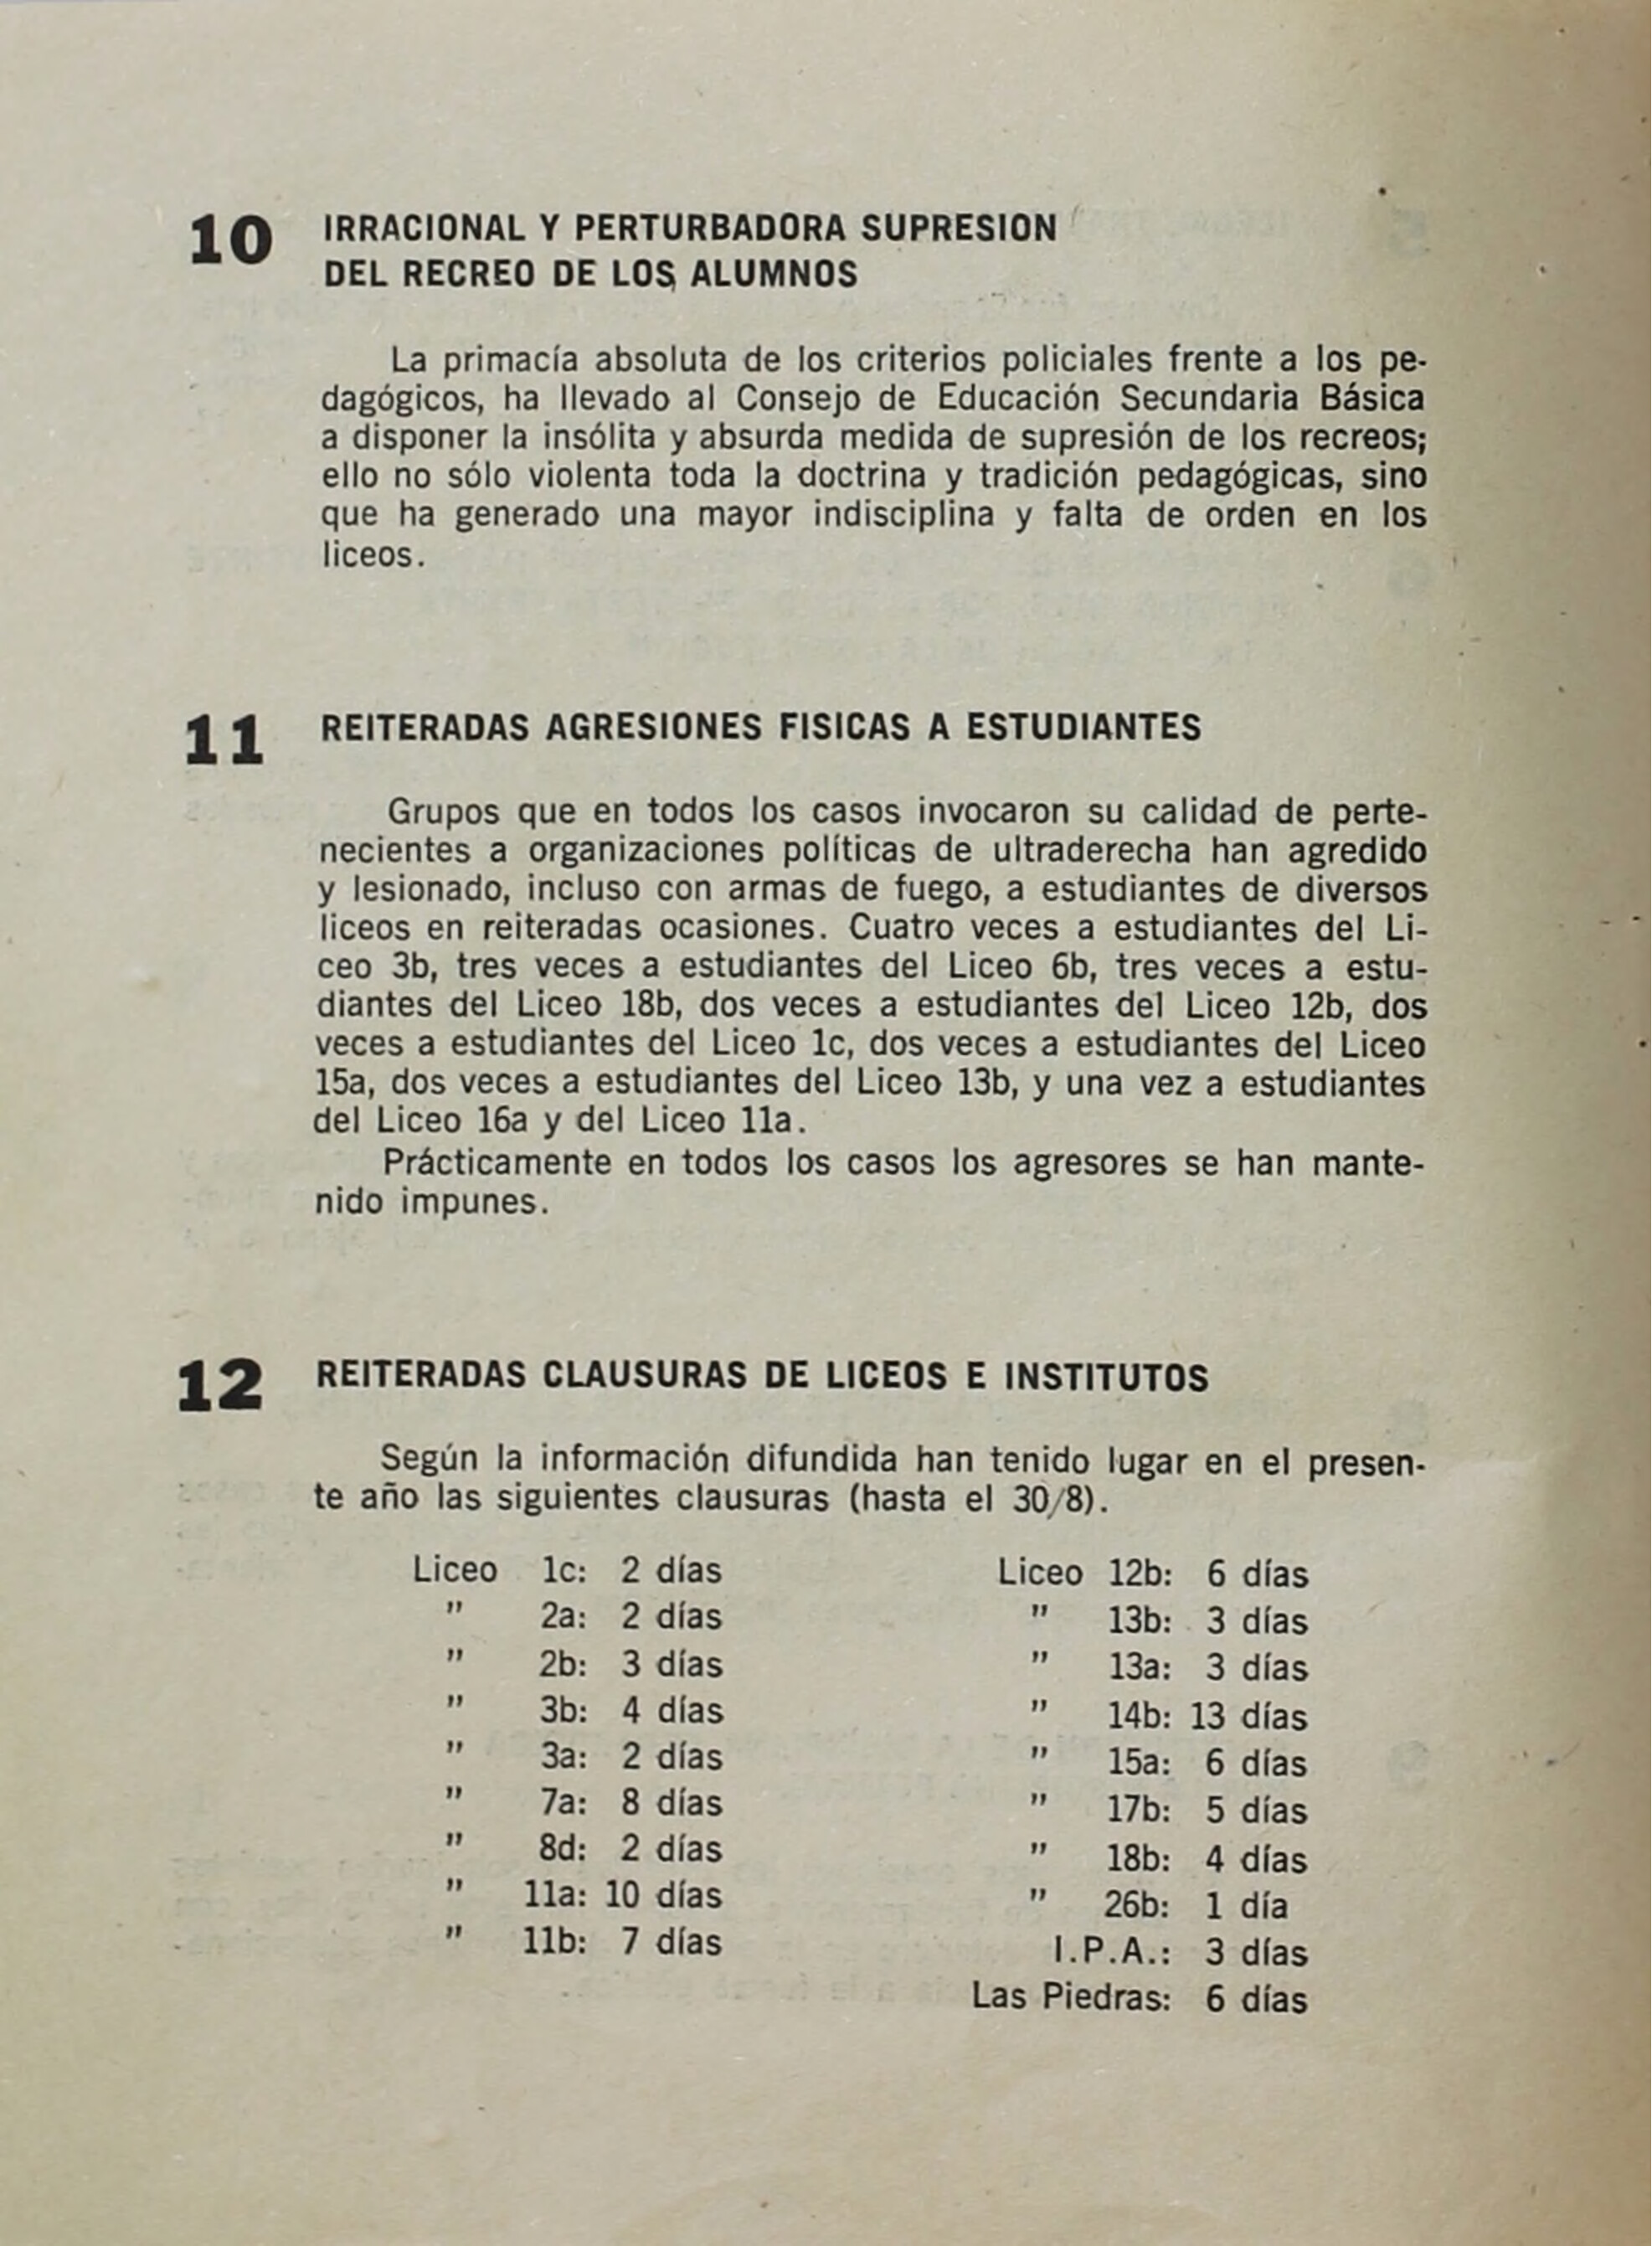 10 IRRACIONAL Y PERTURBADORA SUPRESION
DEL RECREO DE LOS ALUMNOS
La primacía absoluta de los criterios policiales frente a los pe-
dagógicos, ha llevado al Consejo de Educación Secundaria Básica
a disponer la insólita y absurda medida de supresión de los recreos;
ello no sólo violenta toda la doctrina y tradición pedagógicas, sino
que ha generado una mayor indisciplina y falta de orden en los
liceos.
11 REITERADAS AGRESIONES FISICAS A ESTUDIANTES
Grupos que en todos los casos invocaron su calidad de perte-
necientes a organizaciones políticas de ultraderecha han agredido
y lesionado, incluso con armas de fuego, a estudiantes de diversos
liceos en reiteradas ocasiones. Cuatro veces a estudiantes del Li-
ceo 3b, tres veces a estudiantes del Liceo 6b, tres veces a estu-
diantes del Liceo 18b, dos veces a estudiantes del Liceo 12b, dos
veces a estudiantes del Liceo 1c, dos veces a estudiantes del Liceo
15a, dos veces a estudiantes del Liceo 13b, y una vez a estudiantes
del Liceo 16a y del Liceo 11a.
Prácticamente en todos los casos los agresores se han mante-
nido impunes.
12 REITERADAS CLAUSURAS DE LICEOS E INSTITUTOS
Según la información difundida han tenido lugar en el presen-
te año las siguientes clausuras (hasta el 30/8).
Liceo 1c: 2 días
" 2a: 2 días
" 2b: 3 días
" 3b: 4 días
" 3a: 2 días
" 7a: 8 días
" 8d: 2 días
" 11a: 10 días
" 11b: 7 días
Liceo 12b: 6 días
" 13b: 3 días
" 13a: 3 días
" 14b: 13 días
" 15a: 6 días
" 17b: 5 días
" 18b: 4 días
" 26b: 1 día
I.P.A.: 3 días
Las Piedras: 6 días